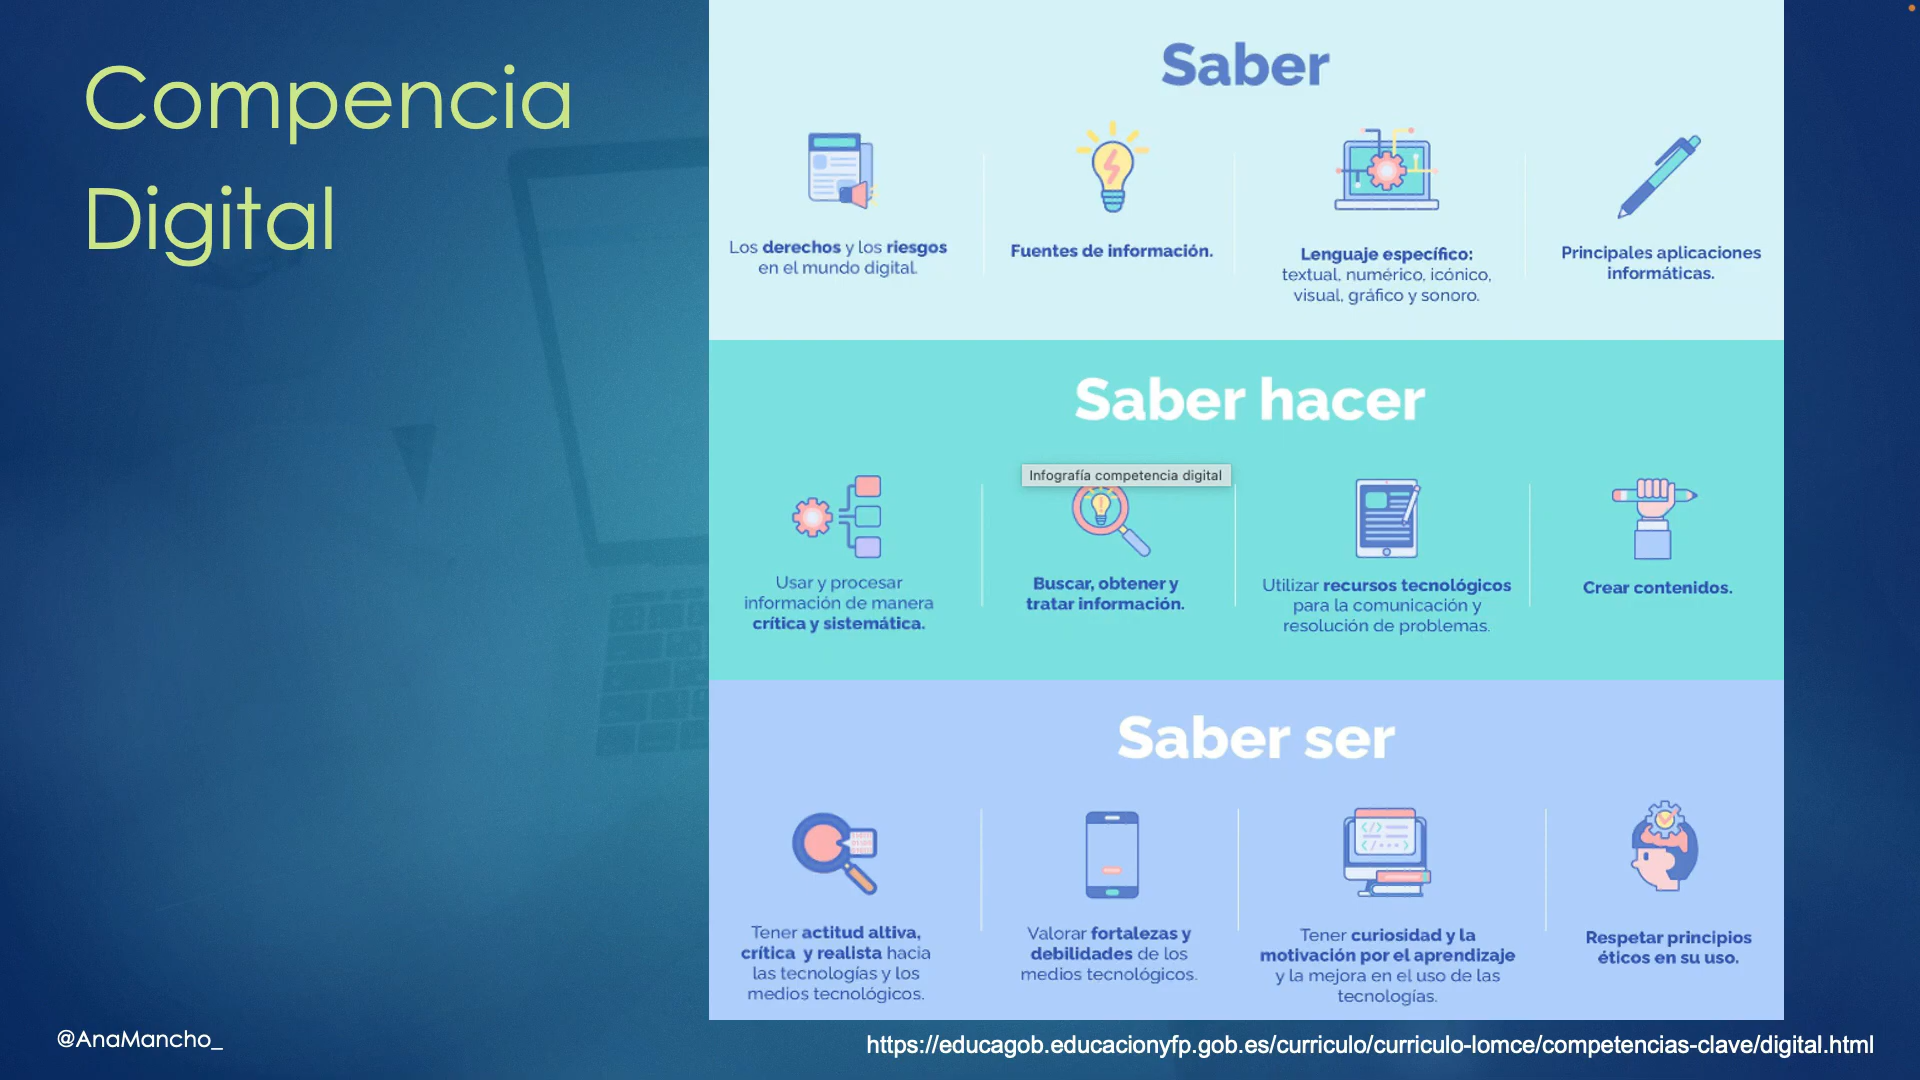 Compencia
Digital
Saber
Los derechos y los riesgos
en el mundo digital.
Fuentes de información.
Lenguaje específico:
textual, numérico, icónico,
visual, gráfico y sonoro.
Principales aplicaciones
informáticas.
Saber hacer
Infografía competencia digital
Usar y procesar
información de manera
crítica y sistemática.
Buscar, obtener y
tratar información.
Utilizar recursos tecnológicos
para la comunicación y
resolución de problemas.
Crear contenidos.
Saber ser
Tener actitud altiva,
crítica y realista hacia
las tecnologías y los
medios tecnológicos.
Valorar fortalezas y
debilidades de los
medios tecnológicos.
Tener curiosidad y la
motivación por el aprendizaje
y la mejora en el uso de las
tecnologías.
Respetar principios
éticos en su uso.
@AnaMancho_
https://educagob.educacionyfp.gob.es/curriculo/curriculo-lomce/competencias-clave/digital.html